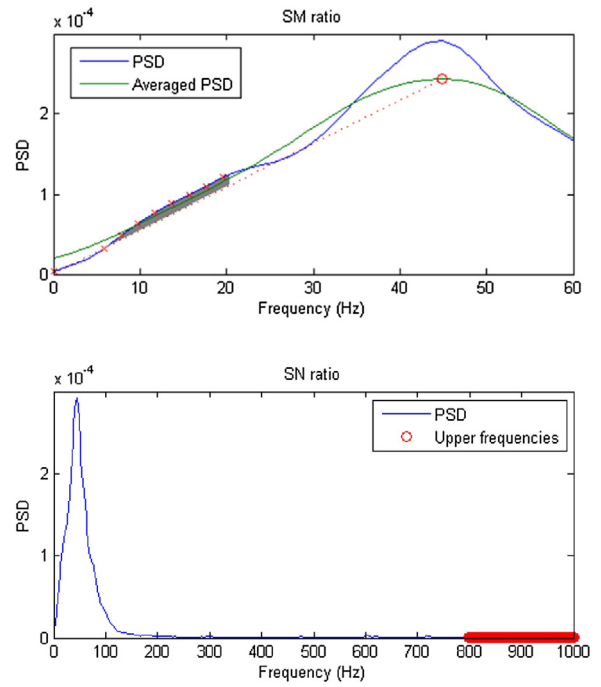 SM ratio
x 10⁻⁴
PSD
Averaged PSD
2
1
0
PSD
0 10 20 30 40 50 60
Frequency (Hz)
SN ratio
x 10⁻⁴
PSD
Upper frequencies
2
1
0
PSD
0 100 200 300 400 500 600 700 800 900 1000
Frequency (Hz)